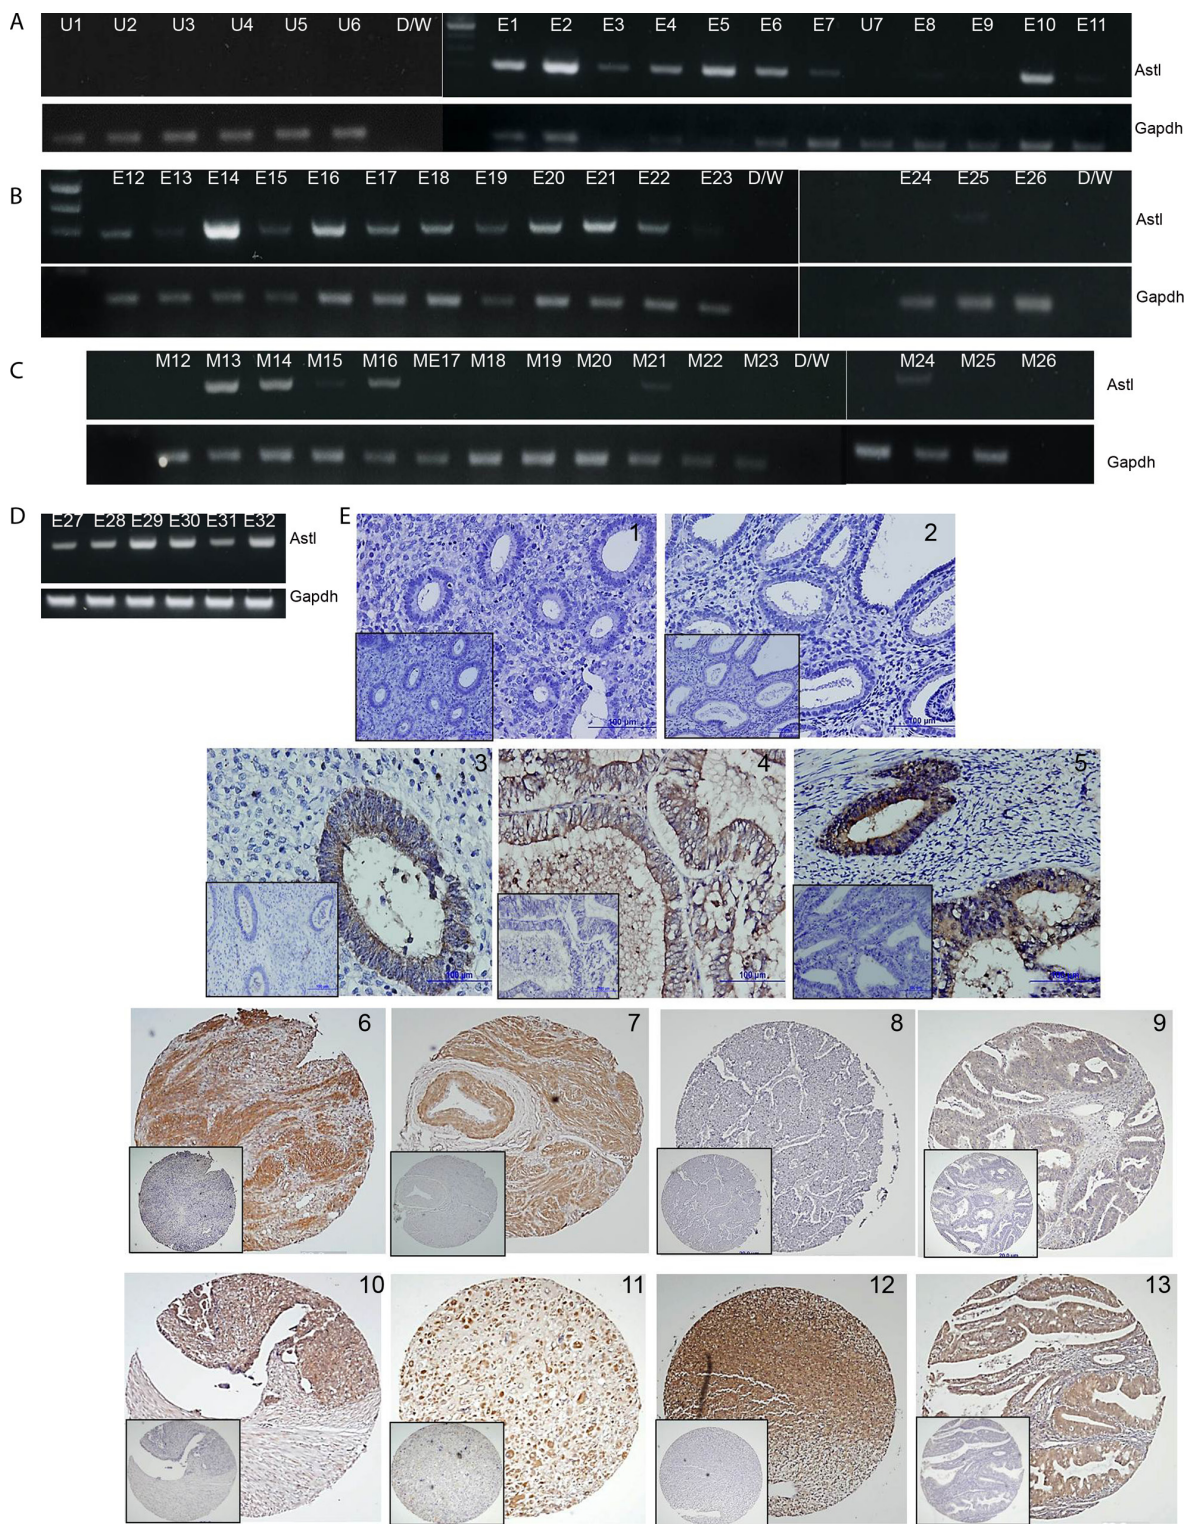 A
U1 U2 U3 U4 U5 U6 D/W E1 E2 E3 E4 E5 E6 E7 U7 E8 E9 E10 E11
Astl
Gapdh
B
E12 E13 E14 E15 E16 E17 E18 E19 E20 E21 E22 E23 D/W E24 E25 E26 D/W
Astl
Gapdh
C
M12 M13 M14 M15 M16 ME17 M18 M19 M20 M21 M22 M23 D/W M24 M25 M26
Astl
Gapdh
D
E27 E28 E29 E30 E31 E32
Astl
Gapdh
E
1
100 µm
2
100 µm
3
100 µm
4
100 µm
5
100 µm
6
7
8
9
10
11
12
13